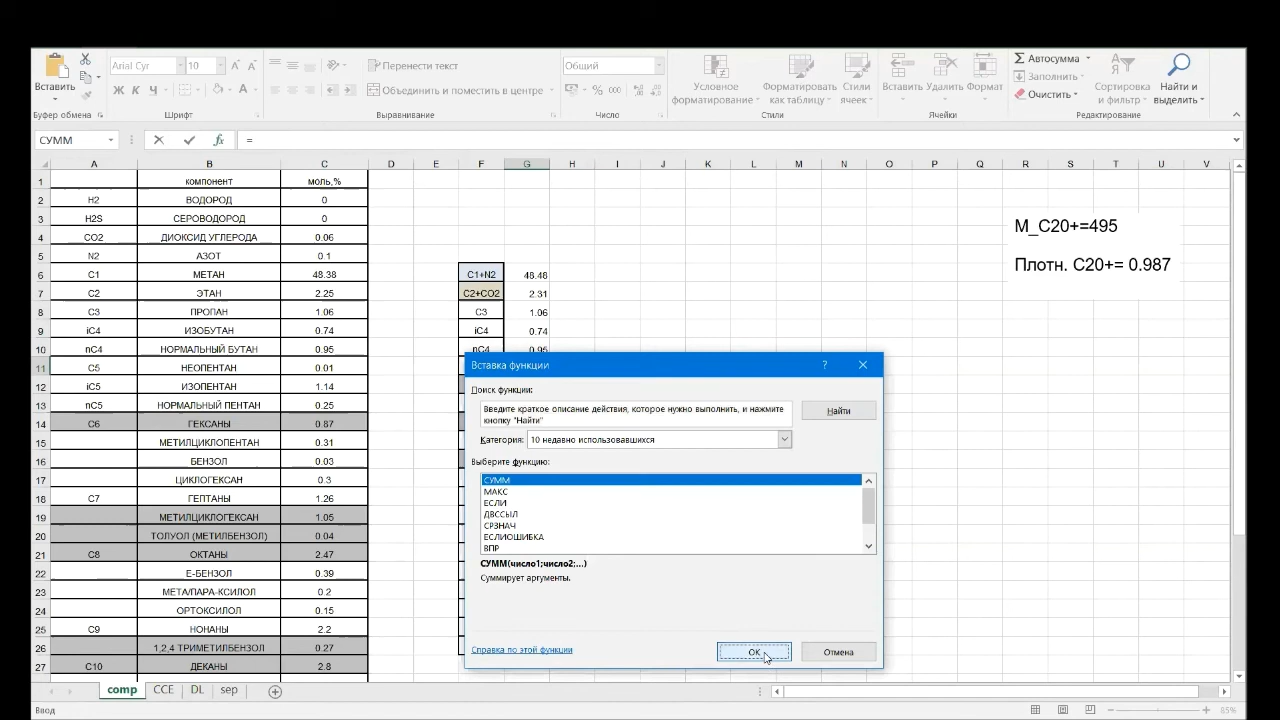 Вставить
Буфер обмена
Arial Cyr
10
Ж К Ч
Шрифт
Перенести текст
Объединить и поместить в центре
Выравнивание
Общий
% 000
Число
Условное форматирование
Форматировать как таблицу
Стили ячеек
Стили
Вставить
Удалить
Формат
Ячейки
Автосумма
Заполнить
Очистить
Сортировка и фильтр
Найти и выделить
Редактирование
СУММ fx =
A B C D E F G H I J K L M N O P Q R S T U V
1 компонент моль,%
2 H2 ВОДОРОД 0
3 H2S СЕРОВОДОРОД 0
4 CO2 ДИОКСИД УГЛЕРОДА 0.06
5 N2 АЗОТ 0.1
6 C1 МЕТАН 48.38 C1+N2 48.48
7 C2 ЭТАН 2.25 C2+CO2 2.31
8 C3 ПРОПАН 1.06 C3 1.06
9 iC4 ИЗОБУТАН 0.74 iC4 0.74
10 nC4 НОРМАЛЬНЫЙ БУТАН 0.95 nC4 0.95
11 C5 НЕОПЕНТАН 0.01
12 iC5 ИЗОПЕНТАН 1.14
13 nC5 НОРМАЛЬНЫЙ ПЕНТАН 0.25
14 C6 ГЕКСАНЫ 0.87
15 МЕТИЛЦИКЛОПЕНТАН 0.31
16 БЕНЗОЛ 0.03
17 ЦИКЛОГЕКСАН 0.3
18 C7 ГЕПТАНЫ 1.26
19 МЕТИЛЦИКЛОГЕКСАН 1.05
20 ТОЛУОЛ (МЕТИЛБЕНЗОЛ) 0.04
21 C8 ОКТАНЫ 2.47
22 Е-БЕНЗОЛ 0.39
23 МЕТА/ПАРА-КСИЛОЛ 0.2
24 ОРТОКСИЛОЛ 0.15
25 C9 НОНАНЫ 2.2
26 1,2,4 ТРИМЕТИЛБЕНЗОЛ 0.27
27 C10 ДЕКАНЫ 2.8
М_С20+=495
Плотн. С20+= 0.987
Вставка функции ?
Поиск функции:
Введите краткое описание действия, которое нужно выполнить, и нажмите
кнопку "Найти"
Найти
Категория: 10 недавно использовавшихся
Выберите функцию:
СУММ
МАКС
ЕСЛИ
ДВССЫЛ
СРЗНАЧ
ЕСЛИОШИБКА
ВПР
СУММ(число1;число2;...)
Суммирует аргументы.
Справка по этой функции
ОК
Отмена
comp CCE DL sep
Ввод
85%